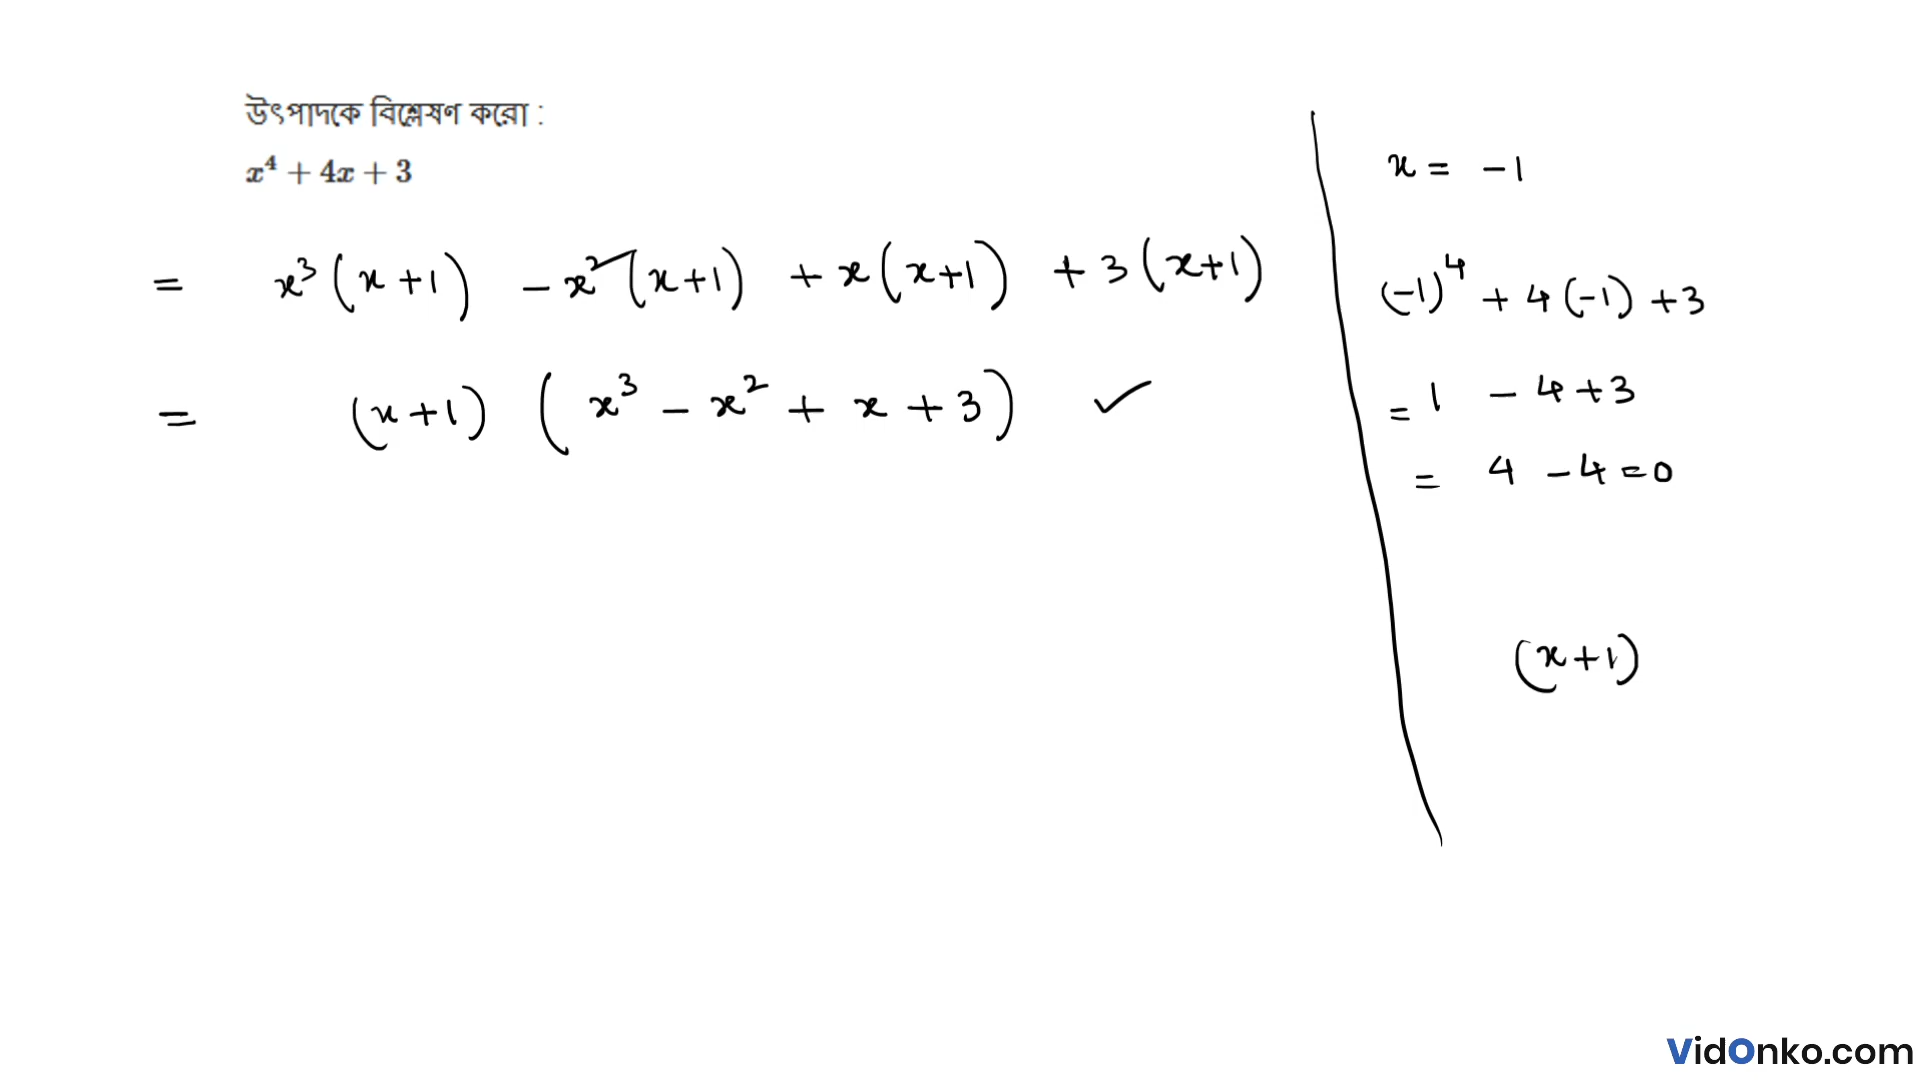 উৎপাদকে বিশ্লেষণ করো :
x⁴ + 4x + 3
= x³ (x + 1) - x² (x + 1) + x (x + 1) + 3 (x + 1)
= (x + 1) (x³ - x² + x + 3) ✓
x = -1
(-1)⁴ + 4 (-1) + 3
= 1 - 4 + 3
= 4 - 4 = 0
(x + 1)
VidOnko.com